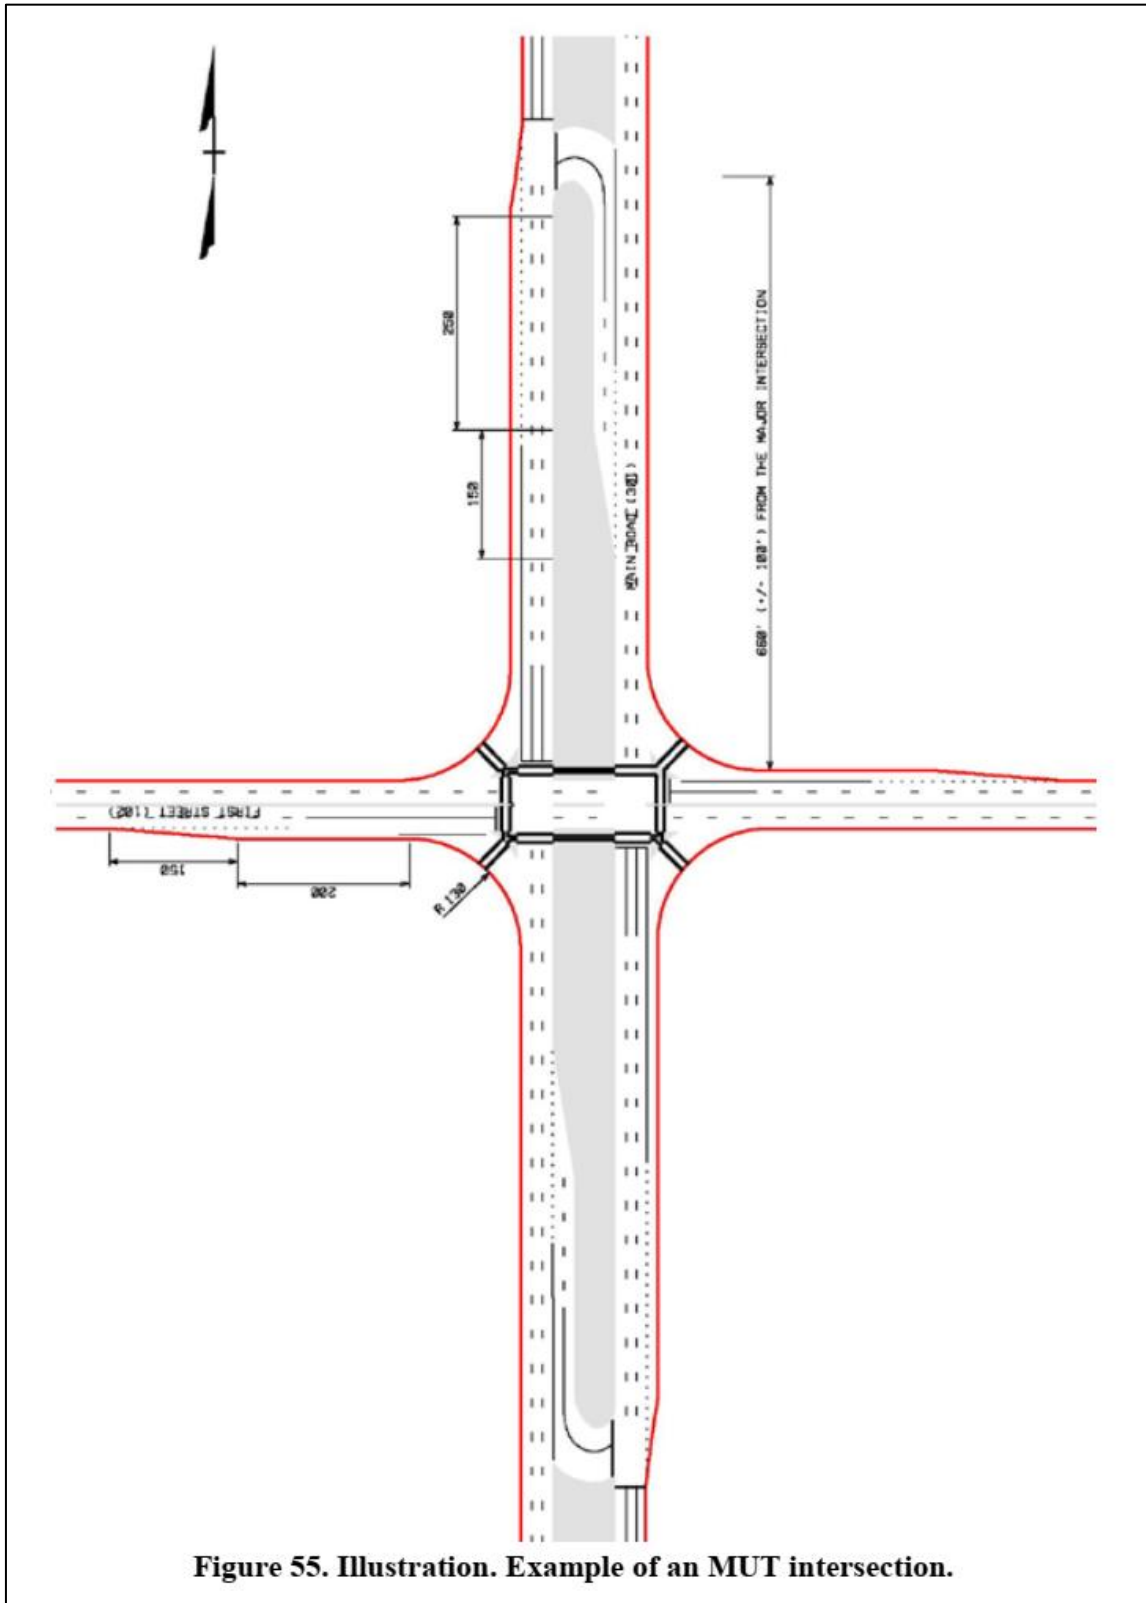 250
150
MAIN ROAD (301)
660' (+/- 100') FROM THE MAJOR INTERSECTION
FIRST STREET (102)
150
200
R 130
Figure 55. Illustration. Example of an MUT intersection.